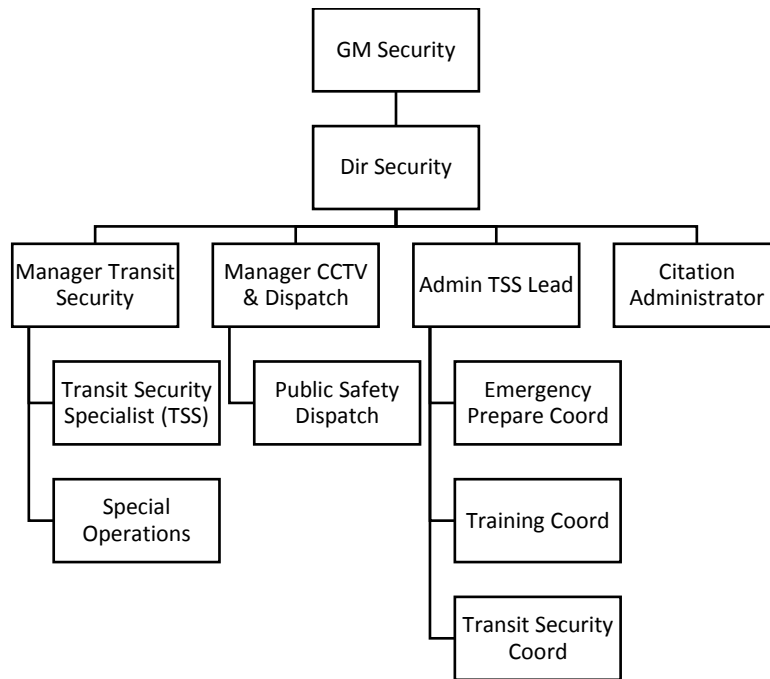 GM Security
Dir Security
Manager Transit
Security
Manager CCTV
& Dispatch
Admin TSS Lead
Citation
Administrator
Transit Security
Specialist (TSS)
Public Safety
Dispatch
Emergency
Prepare Coord
Special
Operations
Training Coord
Transit Security
Coord